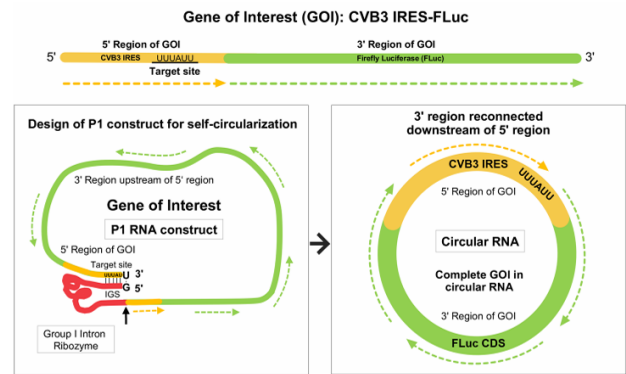 Gene of Interest (GOI): CVB3 IRES-FLuc
5' Region of GOI
3' Region of GOI
5'
CVB3 IRES
UUUAUU
Firefly Luciferase (FLuc)
3'
Target site
Design of P1 construct for self-circularization
3' Region upstream of 5' region
Gene of Interest
P1 RNA construct
5' Region of GOI
Target site
UUUAUU 3'
G 5'
IGS
Group I Intron
Ribozyme
3' region reconnected
downstream of 5' region
CVB3 IRES
UUUAUU
5' Region of GOI
Circular RNA
Complete GOI in
circular RNA
3' Region of GOI
FLuc CDS